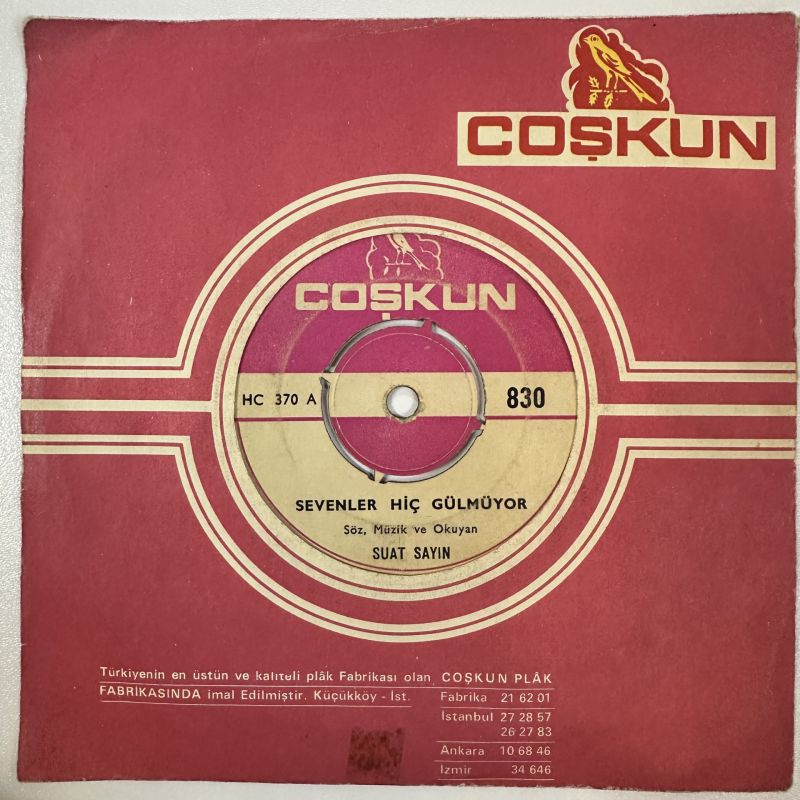 COŞKUN
COŞKUN
HC 370 A
830
SEVENLER HİÇ GÜLMÜYOR
Söz, Müzik ve Okuyan
SUAT SAYIN
Türkiyenin en üstün ve kaliteli plâk Fabrikası olan COŞKUN PLÂK
FABRİKASINDA imal Edilmiştir. Küçükköy - İst.
Fabrika 21 62 01
İstanbul 27 28 57
26 27 83
Ankara 10 68 46
İzmir 34 646